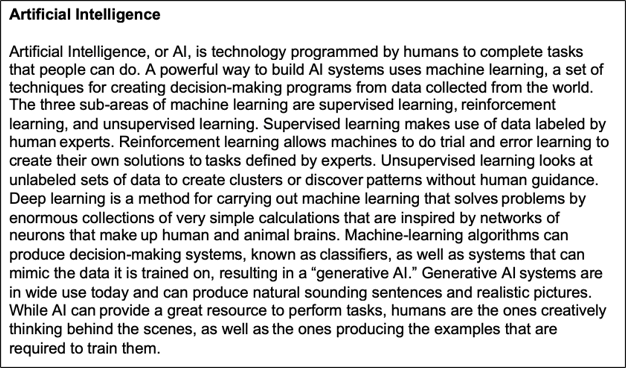 Artificial Intelligence
Artificial Intelligence, or AI, is technology programmed by humans to complete tasks
that people can do. A powerful way to build AI systems uses machine learning, a set of
techniques for creating decision-making programs from data collected from the world.
The three sub-areas of machine learning are supervised learning, reinforcement
learning, and unsupervised learning. Supervised learning makes use of data labeled by
human experts. Reinforcement learning allows machines to do trial and error learning to
create their own solutions to tasks defined by experts. Unsupervised learning looks at
unlabeled sets of data to create clusters or discover patterns without human guidance.
Deep learning is a method for carrying out machine learning that solves problems by
enormous collections of very simple calculations that are inspired by networks of
neurons that make up human and animal brains. Machine-learning algorithms can
produce decision-making systems, known as classifiers, as well as systems that can
mimic the data it is trained on, resulting in a “generative AI.” Generative AI systems are
in wide use today and can produce natural sounding sentences and realistic pictures.
While AI can provide a great resource to perform tasks, humans are the ones creatively
thinking behind the scenes, as well as the ones producing the examples that are
required to train them.